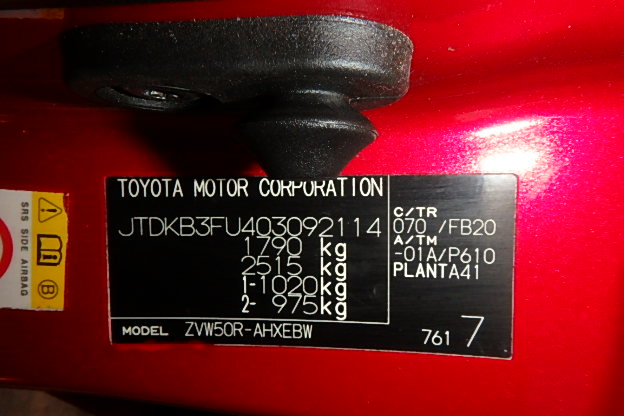 TOYOTA MOTOR CORPORATION
JTDKB3FU403092114
1790 kg
2515 kg
1-1020kg
2- 975kg
C/TR
070 /FB20
A/TM
-01A/P610
PLANTA41
MODEL ZVW50R-AHXEBW
761 7
SRS SIDE AIRBAG